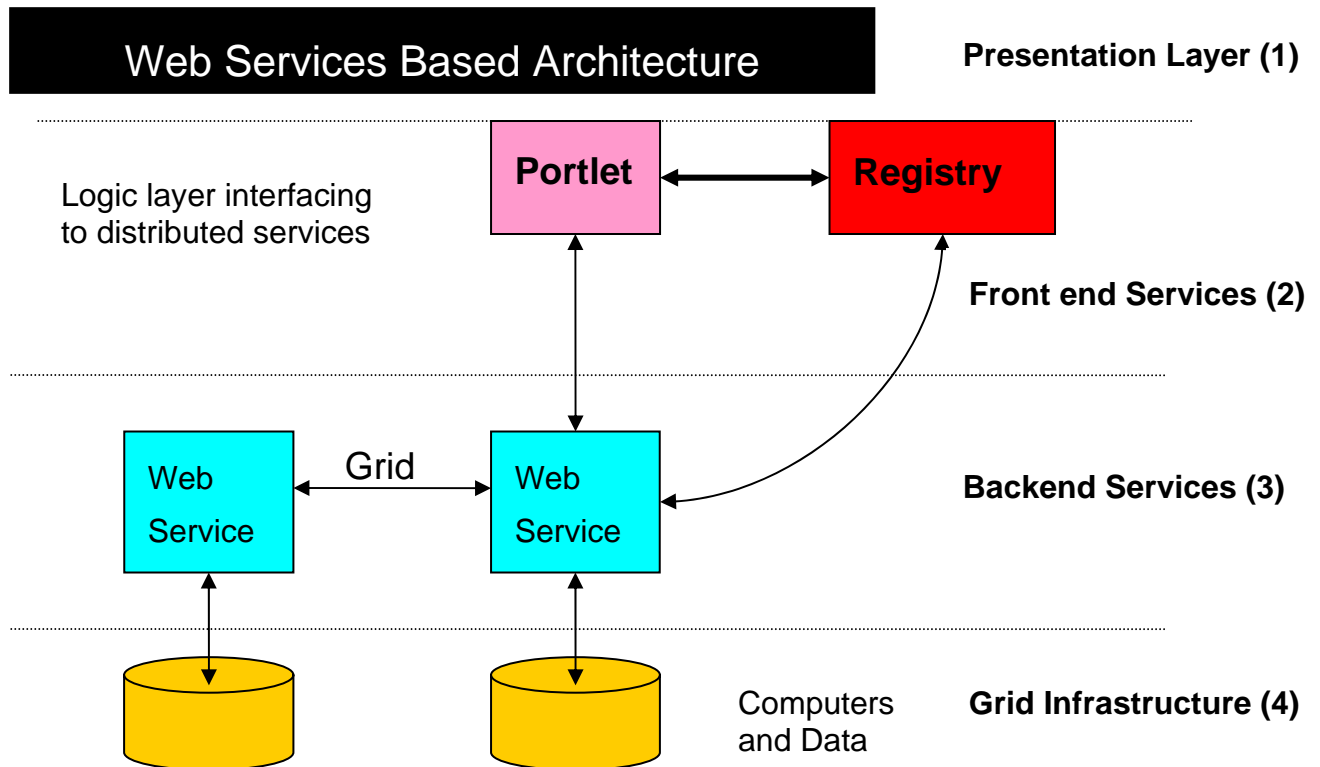 Web Services Based Architecture
Presentation Layer (1)
Portlet
Registry
Logic layer interfacing
to distributed services
Front end Services (2)
Web
Service
Grid
Web
Service
Backend Services (3)
Computers
and Data
Grid Infrastructure (4)